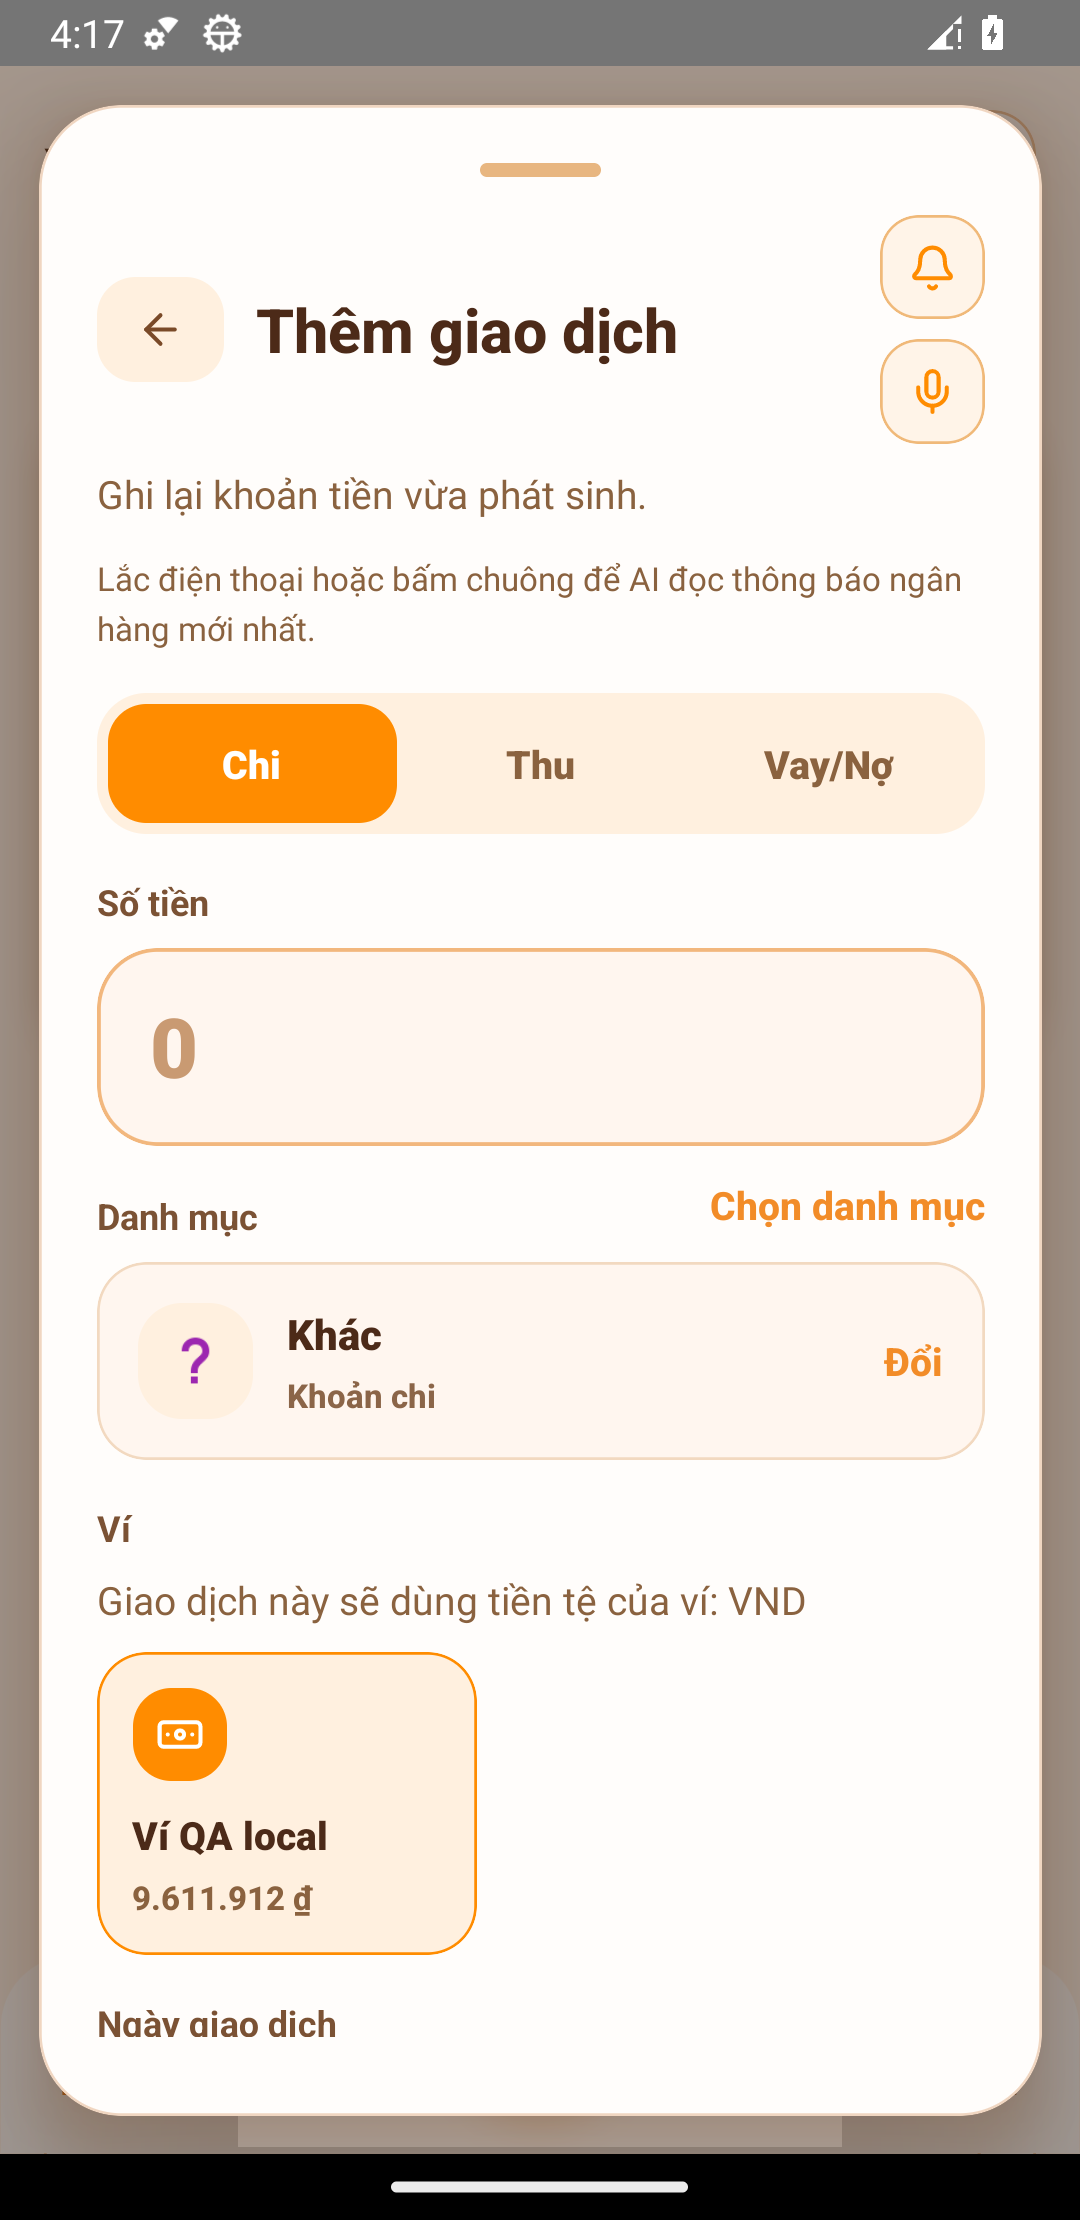 4:17
Thêm giao dịch
Ghi lại khoản tiền vừa phát sinh.
Lắc điện thoại hoặc bấm chuông để AI đọc thông báo ngân
hàng mới nhất.
Chi
Thu
Vay/Nợ
Số tiền
0
Danh mục
Chọn danh mục
?
Khác
Khoản chi
Đổi
Ví
Giao dịch này sẽ dùng tiền tệ của ví: VND
Ví QA local
9.611.912 ₫
Ngày giao dịch